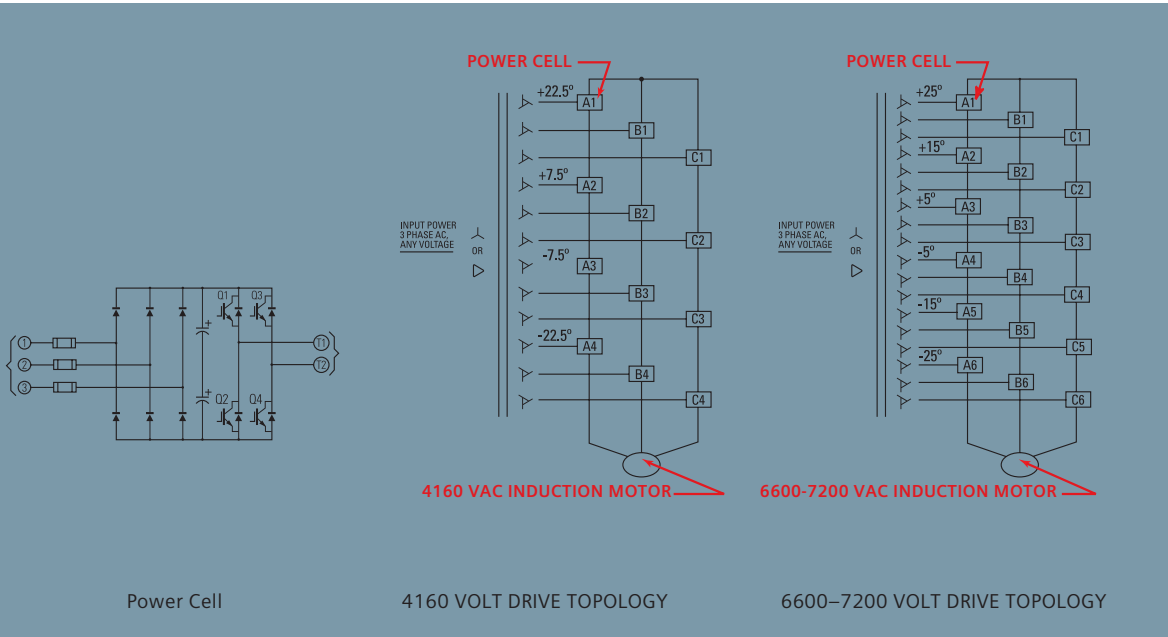 POWER CELL
+22.5°
A1
B1
C1
+7.5°
A2
B2
C2
-7.5°
A3
B3
C3
-22.5°
A4
B4
C4
INPUT POWER
3 PHASE AC,
ANY VOLTAGE
OR
4160 VAC INDUCTION MOTOR
POWER CELL
+25°
A1
B1
C1
+15°
A2
B2
C2
+5°
A3
B3
C3
-5°
A4
B4
C4
-15°
A5
B5
C5
-25°
A6
B6
C6
INPUT POWER
3 PHASE AC,
ANY VOLTAGE
OR
6600-7200 VAC INDUCTION MOTOR
Q1
Q3
1
2
3
+
+
T1
T2
Q2
Q4
Power Cell
4160 VOLT DRIVE TOPOLOGY
6600–7200 VOLT DRIVE TOPOLOGY